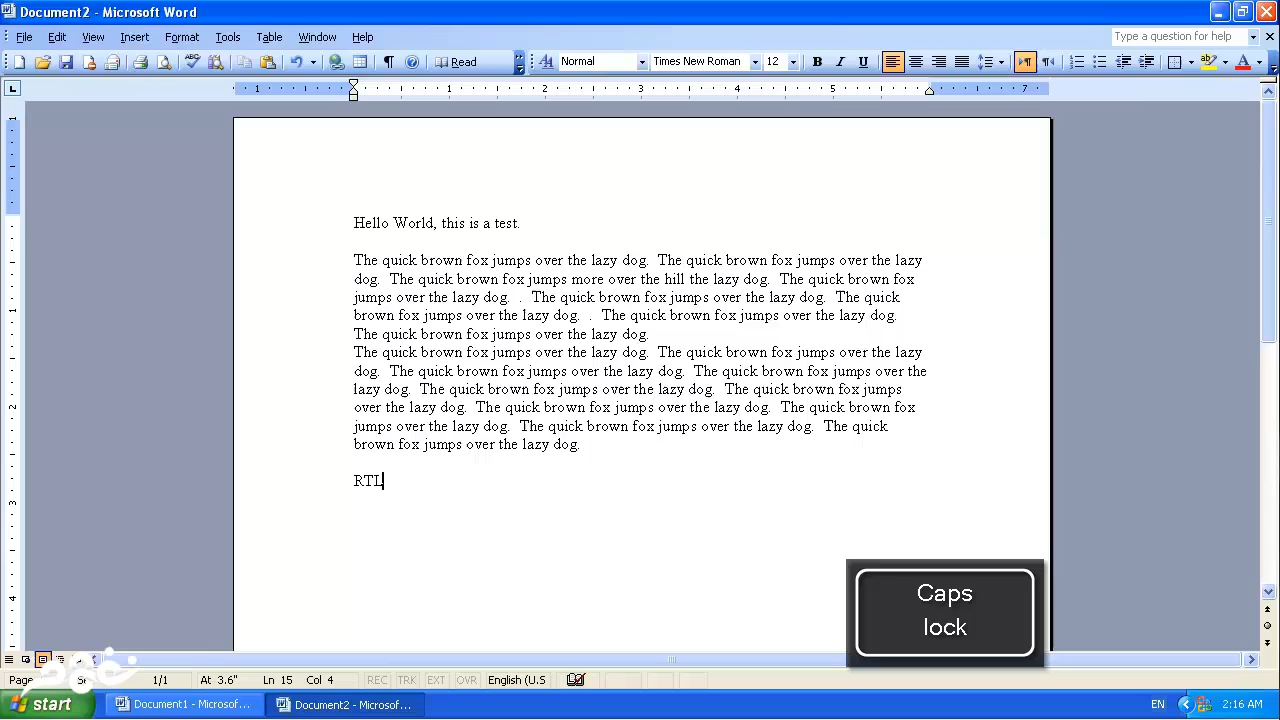 Document2 - Microsoft Word
File Edit View Insert Format Tools Table Window Help
Type a question for help
Read
Normal
Times New Roman
12
1 1 2 3 4 5 7
Hello World, this is a test.
The quick brown fox jumps over the lazy dog.  The quick brown fox jumps over the lazy
dog.  The quick brown fox jumps more over the hill the lazy dog.  The quick brown fox
jumps over the lazy dog.  .  The quick brown fox jumps over the lazy dog.  The quick
brown fox jumps over the lazy dog.  .  The quick brown fox jumps over the lazy dog.
The quick brown fox jumps over the lazy dog.
The quick brown fox jumps over the lazy dog.  The quick brown fox jumps over the lazy
dog.  The quick brown fox jumps over the lazy dog.  The quick brown fox jumps over the
lazy dog.  The quick brown fox jumps over the lazy dog.  The quick brown fox jumps
over the lazy dog.  The quick brown fox jumps over the lazy dog.  The quick brown fox
jumps over the lazy dog.  The quick brown fox jumps over the lazy dog.  The quick
brown fox jumps over the lazy dog.
RTL
Caps
lock
Page 1/1 At 3.6" Ln 15 Col 4 REC TRK EXT OVR English (U.S
start
Document1 - Microsof...
Document2 - Microsof...
EN
2:16 AM